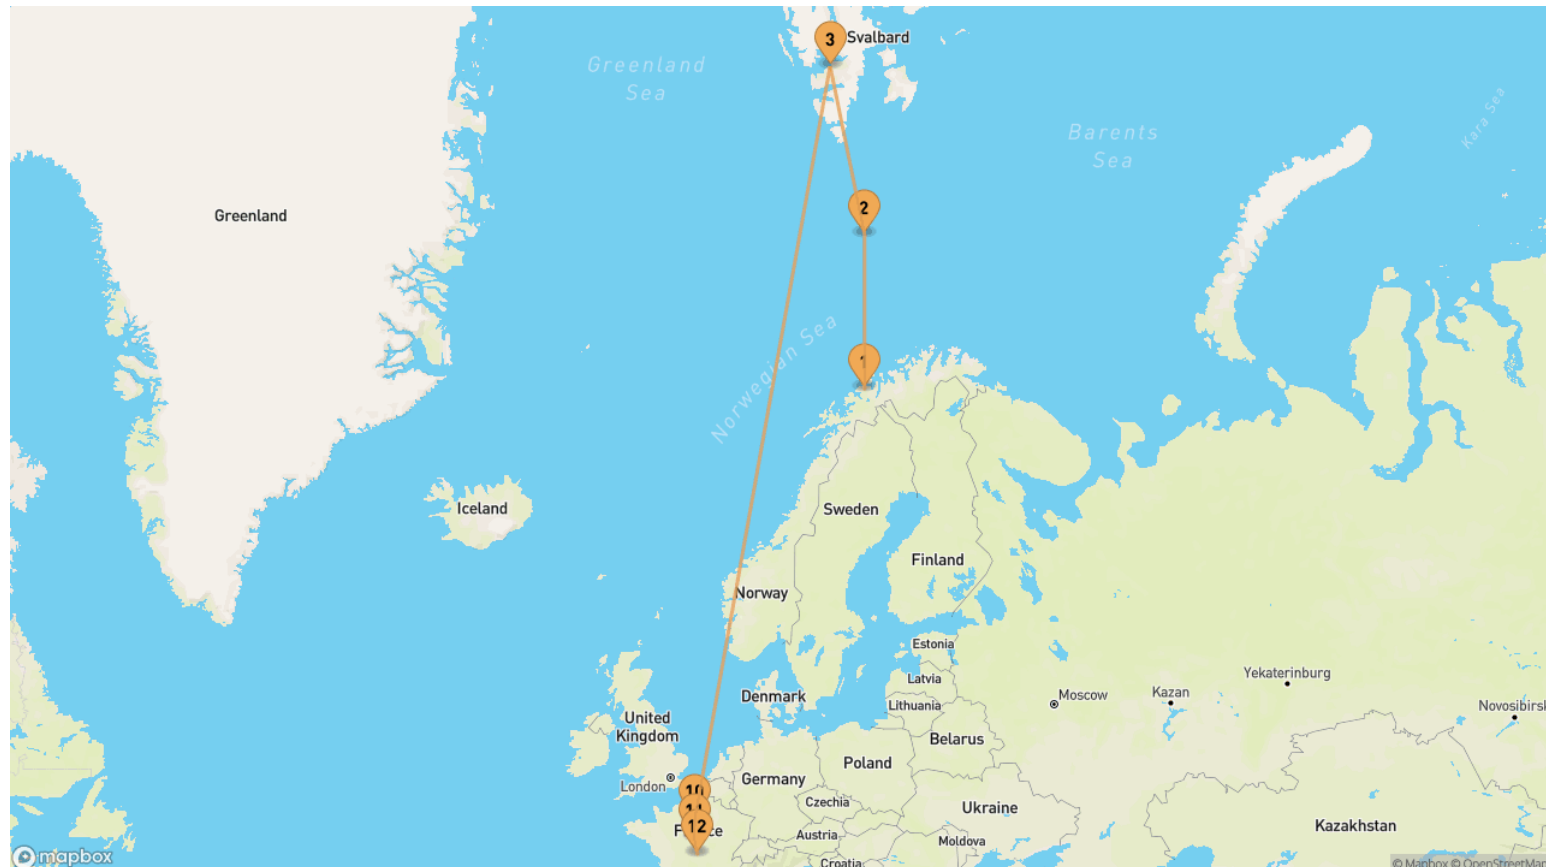 3
Svalbard
Greenland
Sea
Kara Sea
Barents
Sea
2
Greenland
Norwegian Sea
1
Iceland
Sweden
Finland
Norway
Estonia
Yekaterinburg
Latvia
Moscow
Kazan
Denmark
Lithuania
Novosibirsk
United
Kingdom
Belarus
Poland
Germany
London
10
Czechia
Ukraine
11
12
Kazakhstan
Austria
Moldova
mapbox
Croatia
© Mapbox © OpenStreetMap